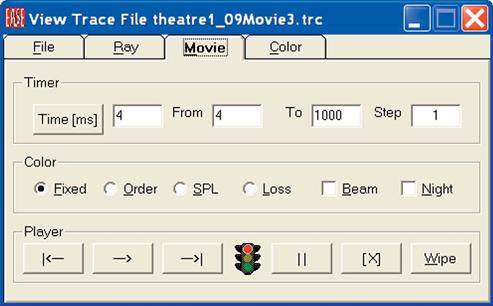 EASE View Trace File theatre1_09Movie3.trc
File Ray Movie Color
Timer
Time [ms] 4 From 4 To 1000 Step 1
Color
Fixed Order SPL Loss Beam Night
Player
|<— —> —>| || [X] Wipe